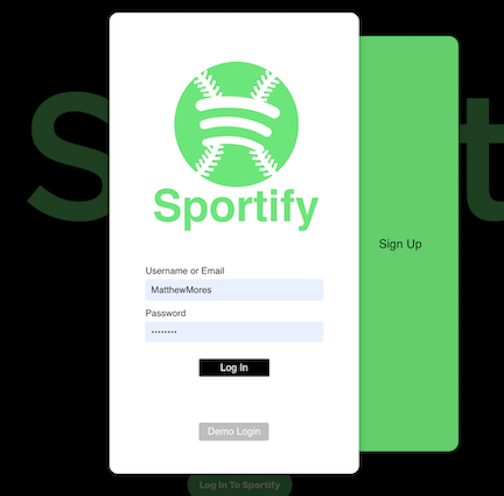 Sportify
Username or Email
MatthewMores
Password
••••••••
Log In
Demo Login
Sign Up
Log In To Sportify